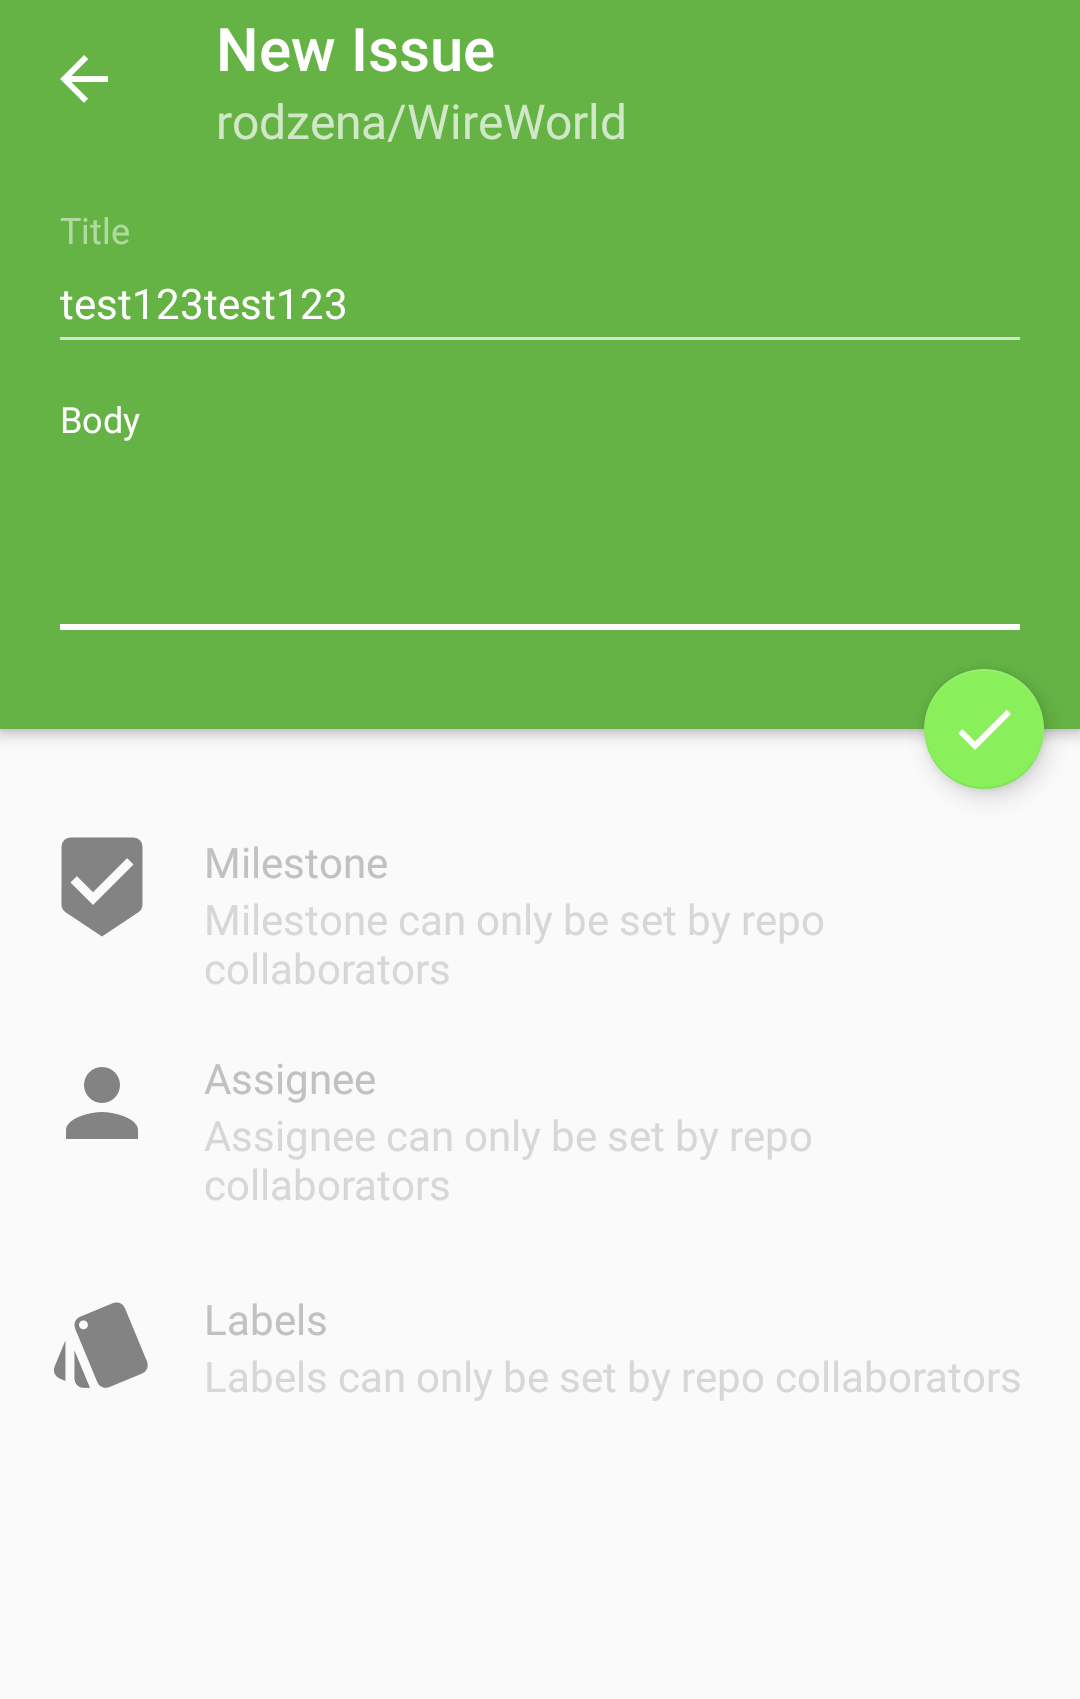 New Issue
rodzena/WireWorld
Title
test123test123
Body
Milestone
Milestone can only be set by repo
collaborators
Assignee
Assignee can only be set by repo
collaborators
Labels
Labels can only be set by repo collaborators